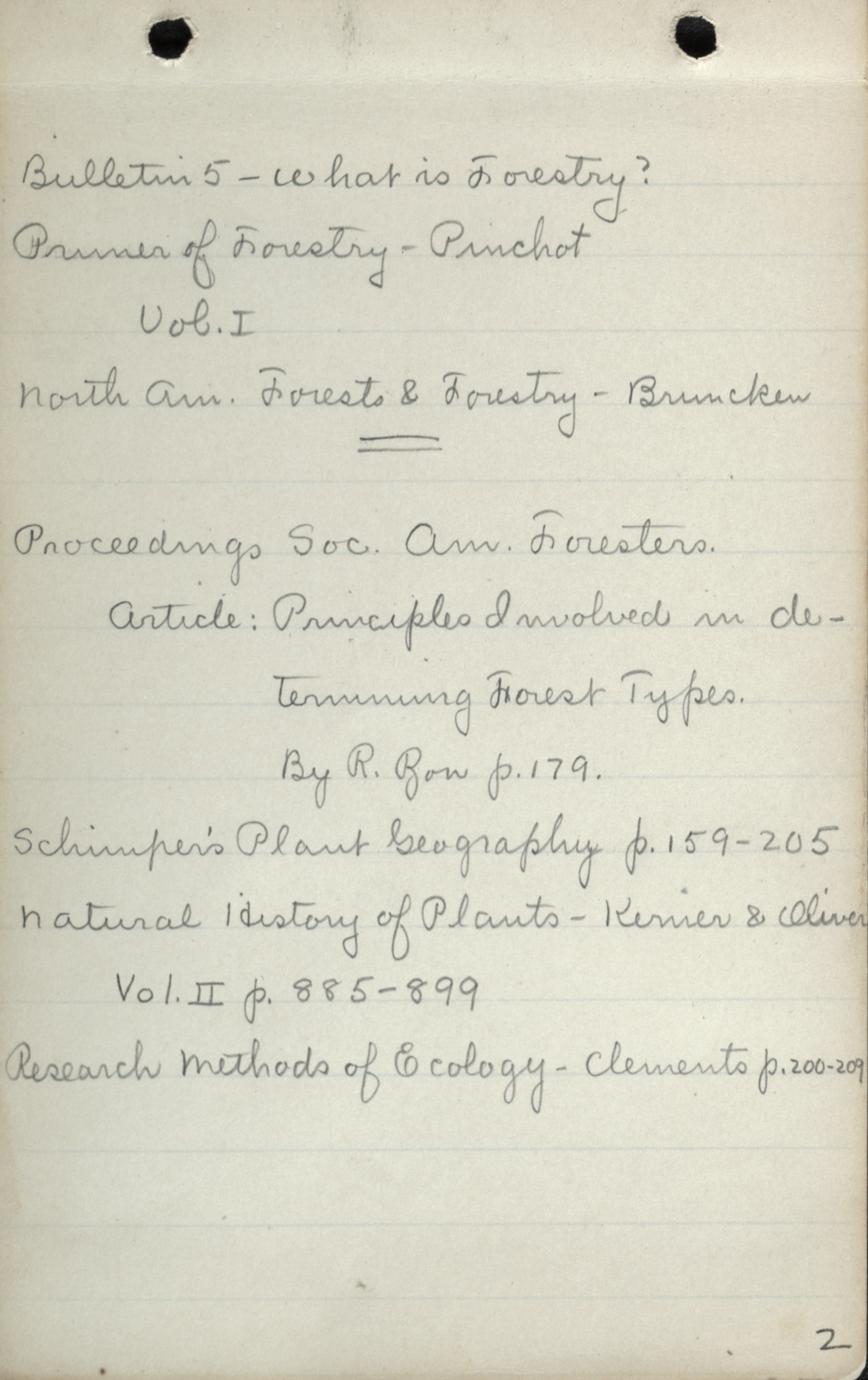 Bulletin 5 - What is Forestry?
Primer of Forestry - Pinchot
Vol. I
North Am. Forests & Forestry - Bruncken
Proceedings Soc. Am. Foresters.
Article: Principles Involved in de-
termining Forest Types.
By R. Zon p. 179.
Schimper's Plant Geography p. 159-205
Natural History of Plants - Kerner & Oliver
Vol. II p. 885-899
Research Methods of Ecology - Clements p. 200-209
2